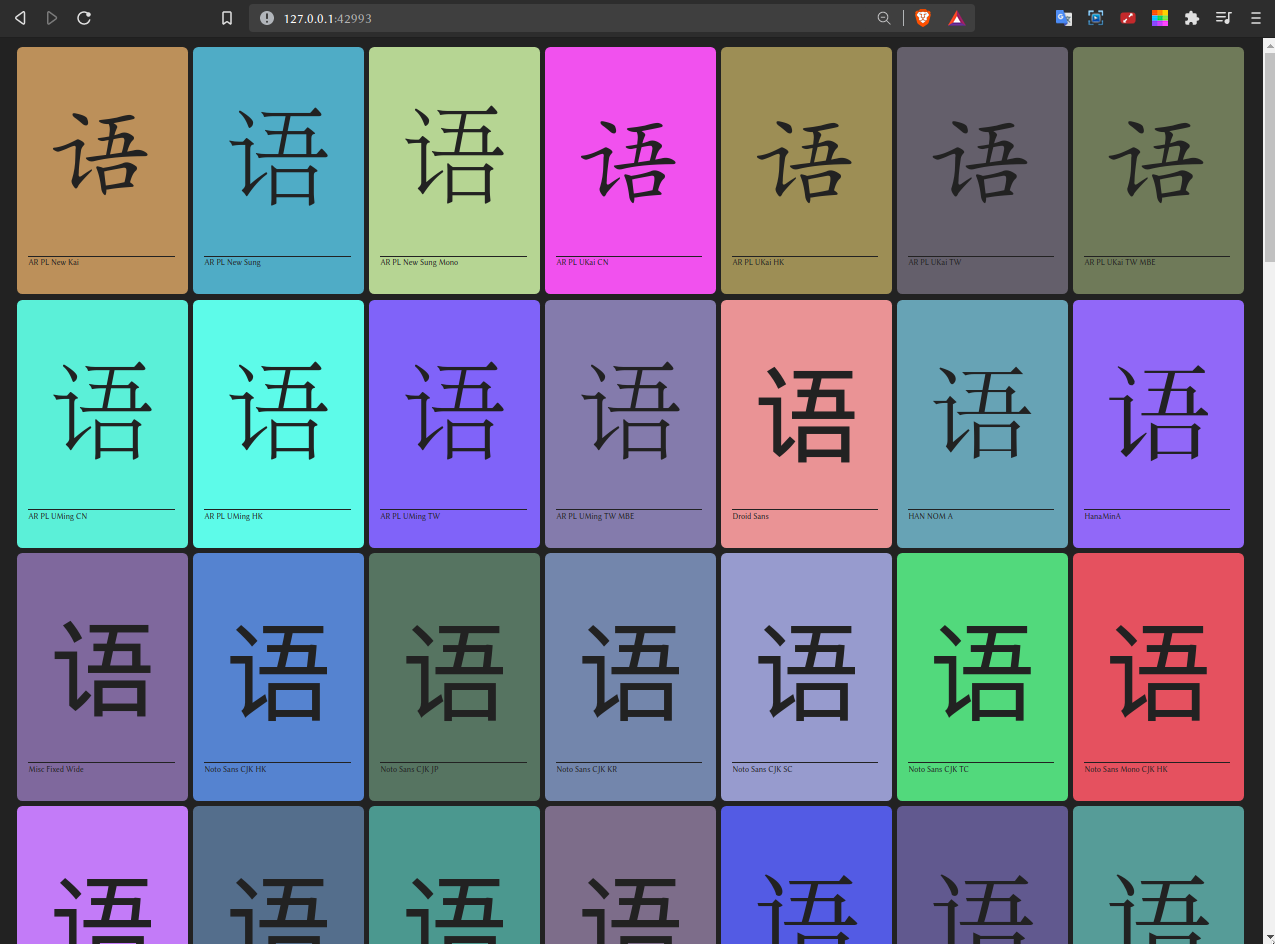 127.0.0.1:42993
语 语 语 语 语 语 语
AR PL New Kai AR PL New Sung AR PL New Sung Mono AR PL UKai CN AR PL UKai HK AR PL UKai TW AR PL UKai TW MBE
语 语 语 语 语 语 语
AR PL UMing CN AR PL UMing HK AR PL UMing TW AR PL UMing TW MBE Droid Sans HAN NOM A HanaMinA
语 语 语 语 语 语 语
Misc Fixed Wide Noto Sans CJK HK Noto Sans CJK JP Noto Sans CJK KR Noto Sans CJK SC Noto Sans CJK TC Noto Sans Mono CJK HK
语 语 语 语 语 语 语